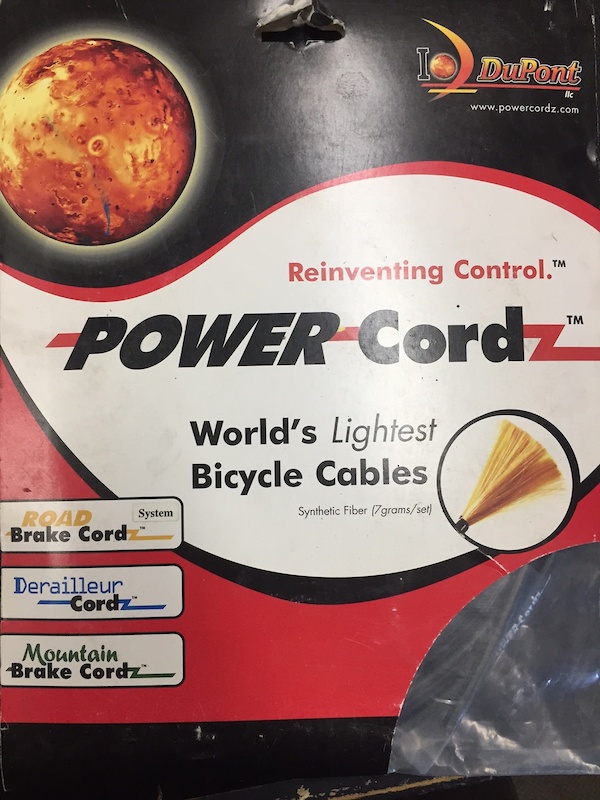 I DuPont
llc
www.powercordz.com
Reinventing Control.™
POWER Cordz™
World's Lightest
Bicycle Cables
Synthetic Fiber (7grams/set)
ROAD System
Brake Cordz™
Derailleur
Cordz™
Mountain
Brake Cordz™